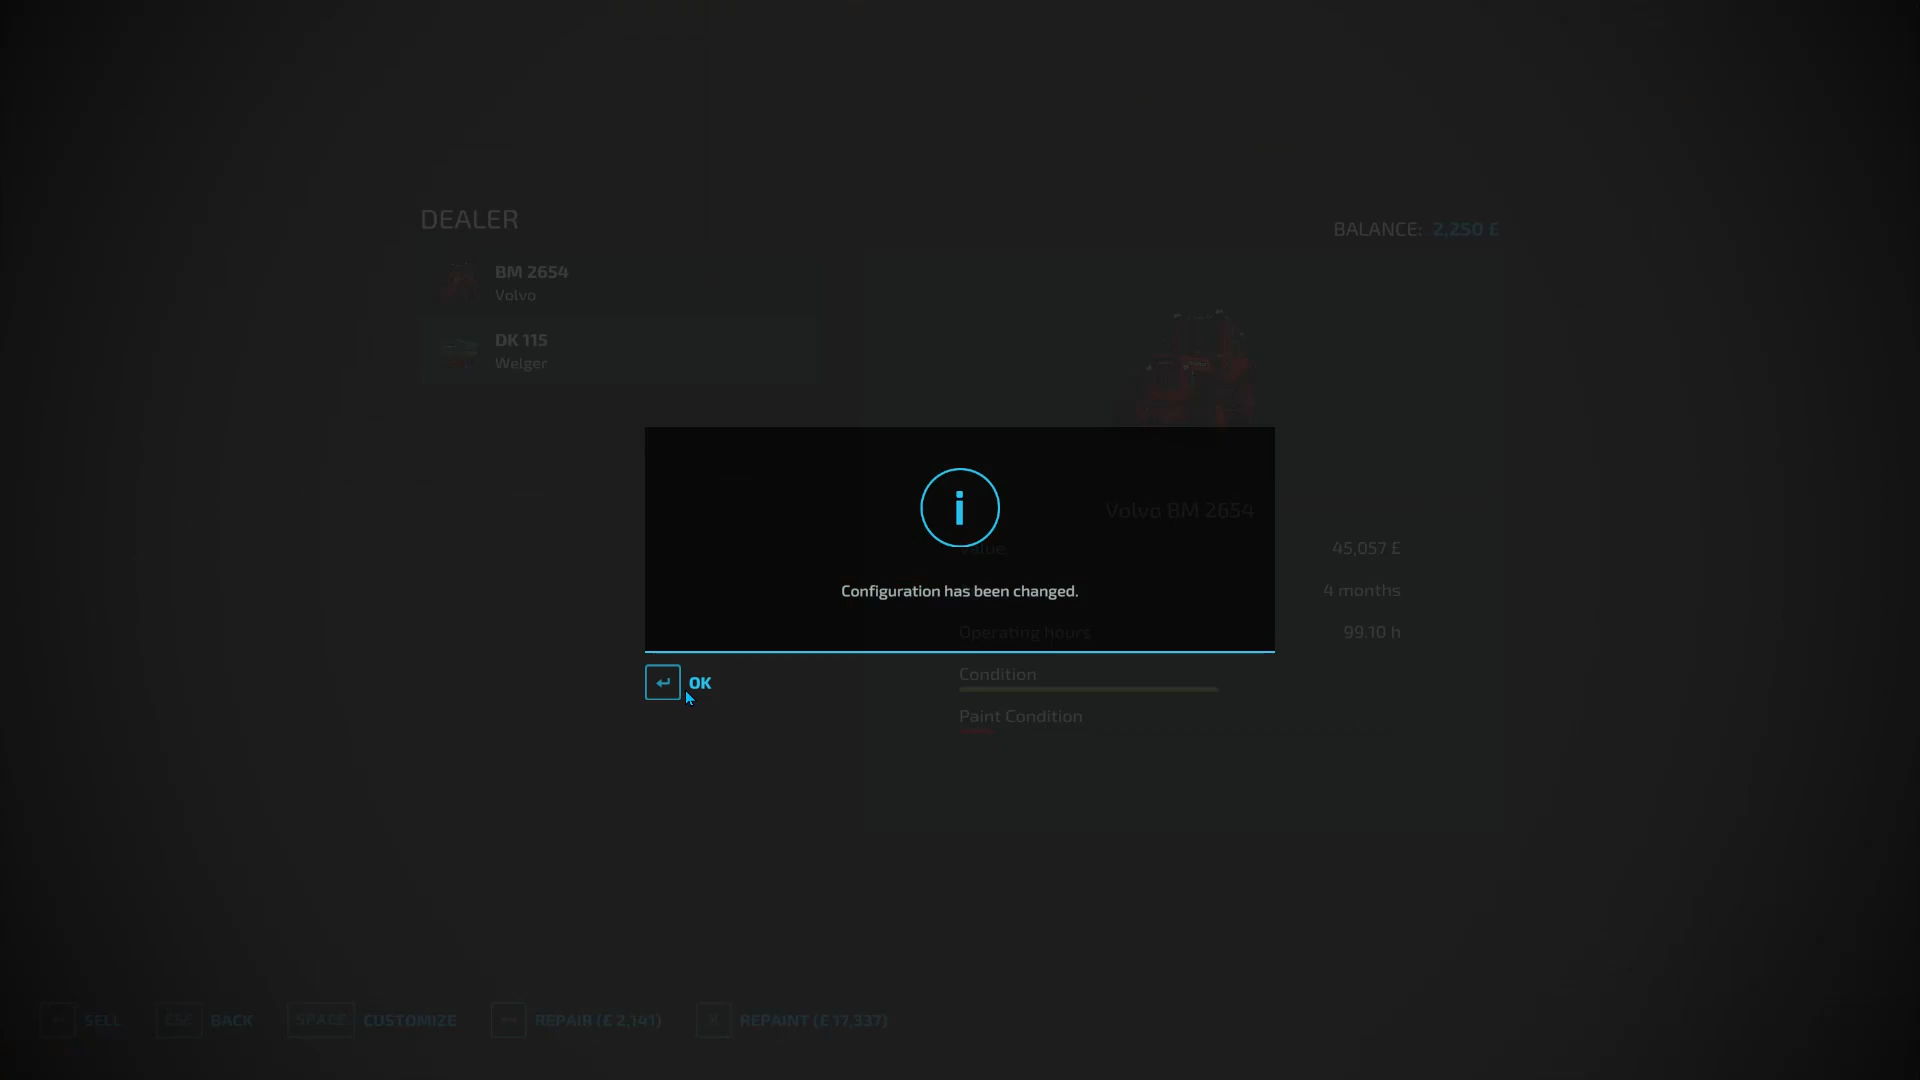 DEALER
BALANCE: 2,250 £
BM 2654
Volvo
DK 115
Welger
Volvo BM 2654
Value
45,057 £
Configuration has been changed.
4 months
Operating hours
99.10 h
OK
Condition
Paint Condition
SELL
ESC BACK
SPACE CUSTOMIZE
REPAIR (£ 2,141)
X REPAINT (£ 17,337)